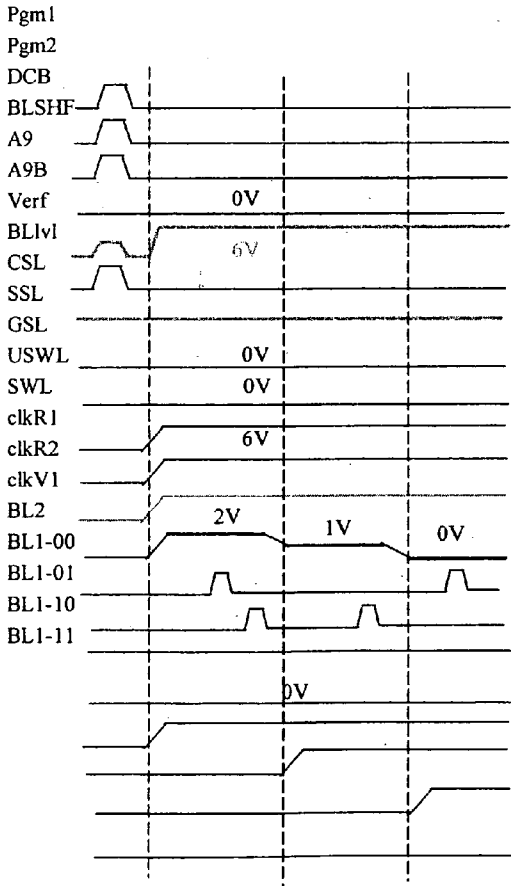 Pgm1
Pgm2
DCB
BLSHF
A9
A9B
Verf 0V
BLlvl
CSL 6V
SSL
GSL
USWL 0V
SWL 0V
clkR1
clkR2 6V
clkV1
BL2 2V 1V 0V
BL1-00
BL1-01
BL1-10
BL1-11
0V